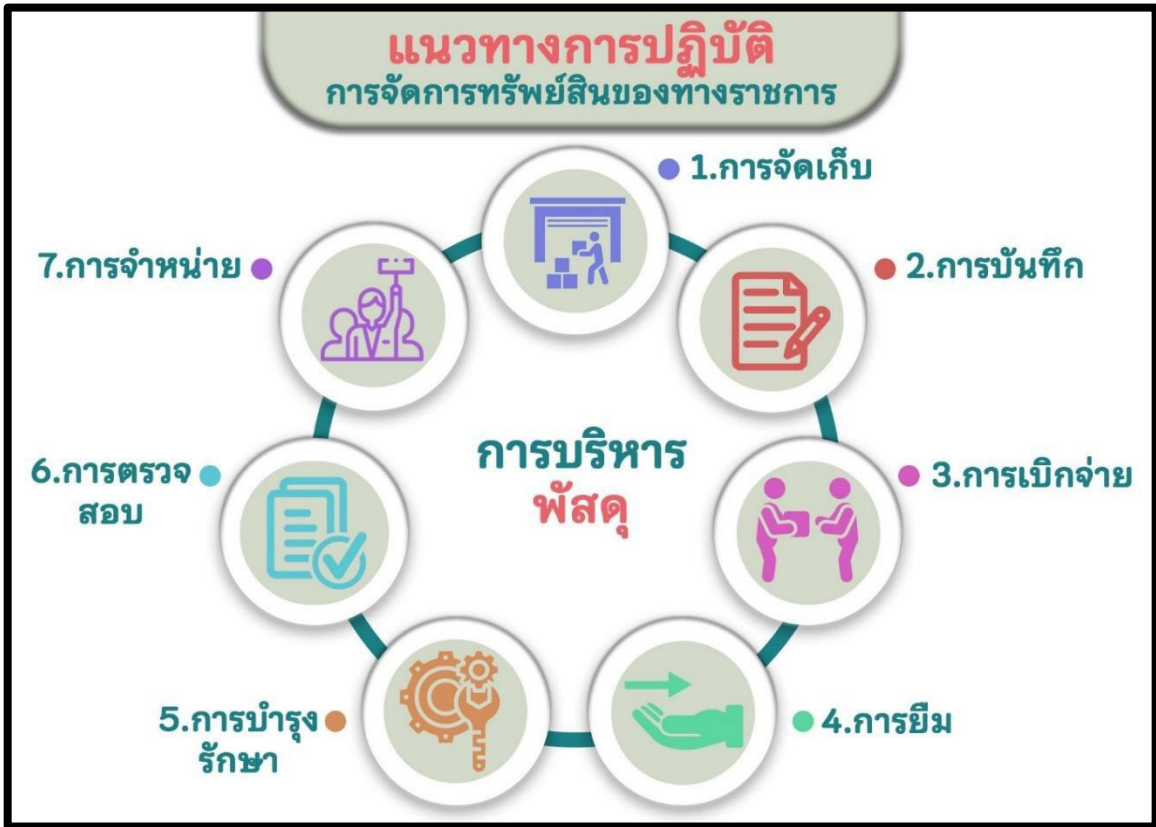 แนวทางการปฏิบัติ
การจัดการทรัพย์สินของทางราชการ
1.การจัดเก็บ
2.การบันทึก
3.การเบิกจ่าย
4.การยืม
5.การบำรุง
รักษา
6.การตรวจ
สอบ
7.การจำหน่าย
การบริหาร
พัสดุ